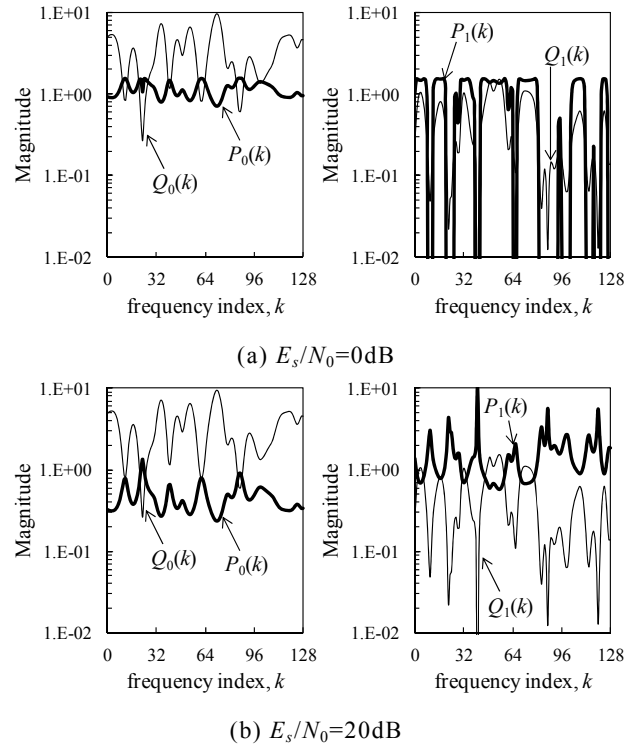 1.E+01
1.E+00
1.E-01
1.E-02
Magnitude
Q₀(k)
P₀(k)
0 32 64 96 128
frequency index, k
1.E+01
1.E+00
1.E-01
1.E-02
Magnitude
P₁(k)
Q₁(k)
0 32 64 96 128
frequency index, k
(a) Eₛ/N₀=0dB
1.E+01
1.E+00
1.E-01
1.E-02
Magnitude
Q₀(k)
P₀(k)
0 32 64 96 128
frequency index, k
1.E+01
1.E+00
1.E-01
1.E-02
Magnitude
P₁(k)
Q₁(k)
0 32 64 96 128
frequency index, k
(b) Eₛ/N₀=20dB